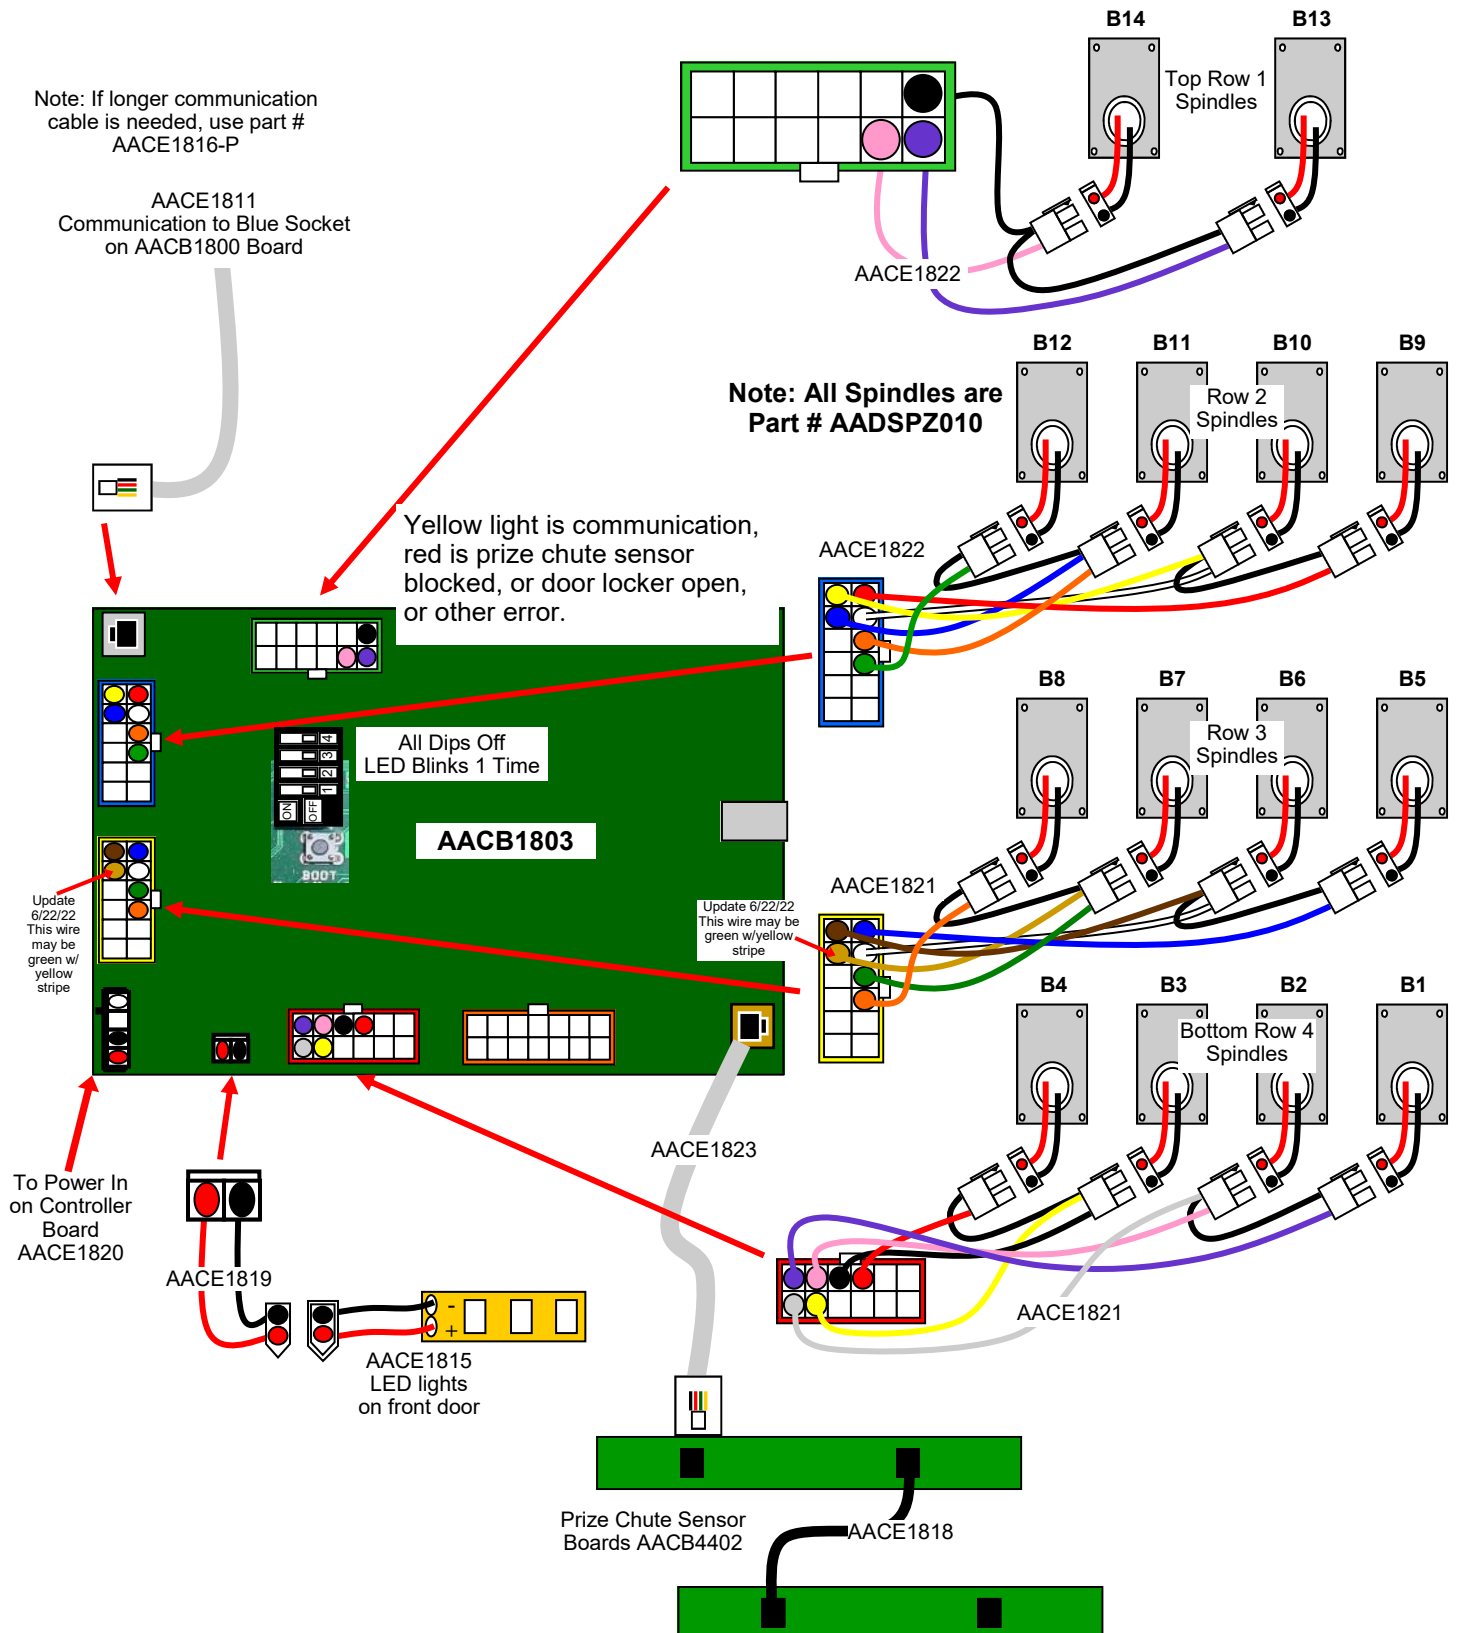 B14
B13
Top Row 1
Spindles
Note: If longer communication
cable is needed, use part #
AACE1816-P
AACE1811
Communication to Blue Socket
on AACB1800 Board
AACE1822
B12
B11
B10
B9
Note: All Spindles are
Part # AADSPZ010
Row 2
Spindles
Yellow light is communication,
red is prize chute sensor
blocked, or door locker open,
or other error.
AACE1822
B8
B7
B6
B5
Row 3
Spindles
All Dips Off
LED Blinks 1 Time
4
3
2
1
ON
OFF
BOOT
AACB1803
AACE1821
Update
6/22/22
This wire
may be
green w/
yellow
stripe
Update 6/22/22
This wire may be
green w/yellow
stripe
B4
B3
B2
B1
Bottom Row 4
Spindles
AACE1823
To Power In
on Controller
Board
AACE1820
AACE1819
-
+
AACE1815
LED lights
on front door
AACE1821
Prize Chute Sensor
Boards AACB4402
AACE1818